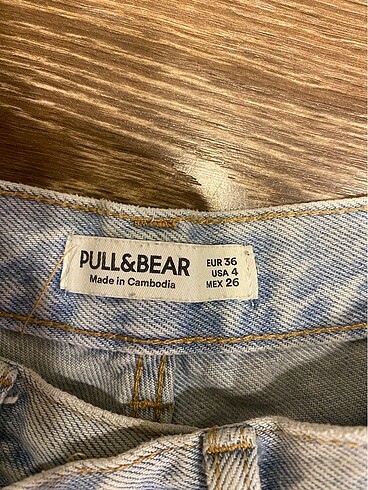 PULL&BEAR
Made in Cambodia
EUR 36
USA 4
MEX 26